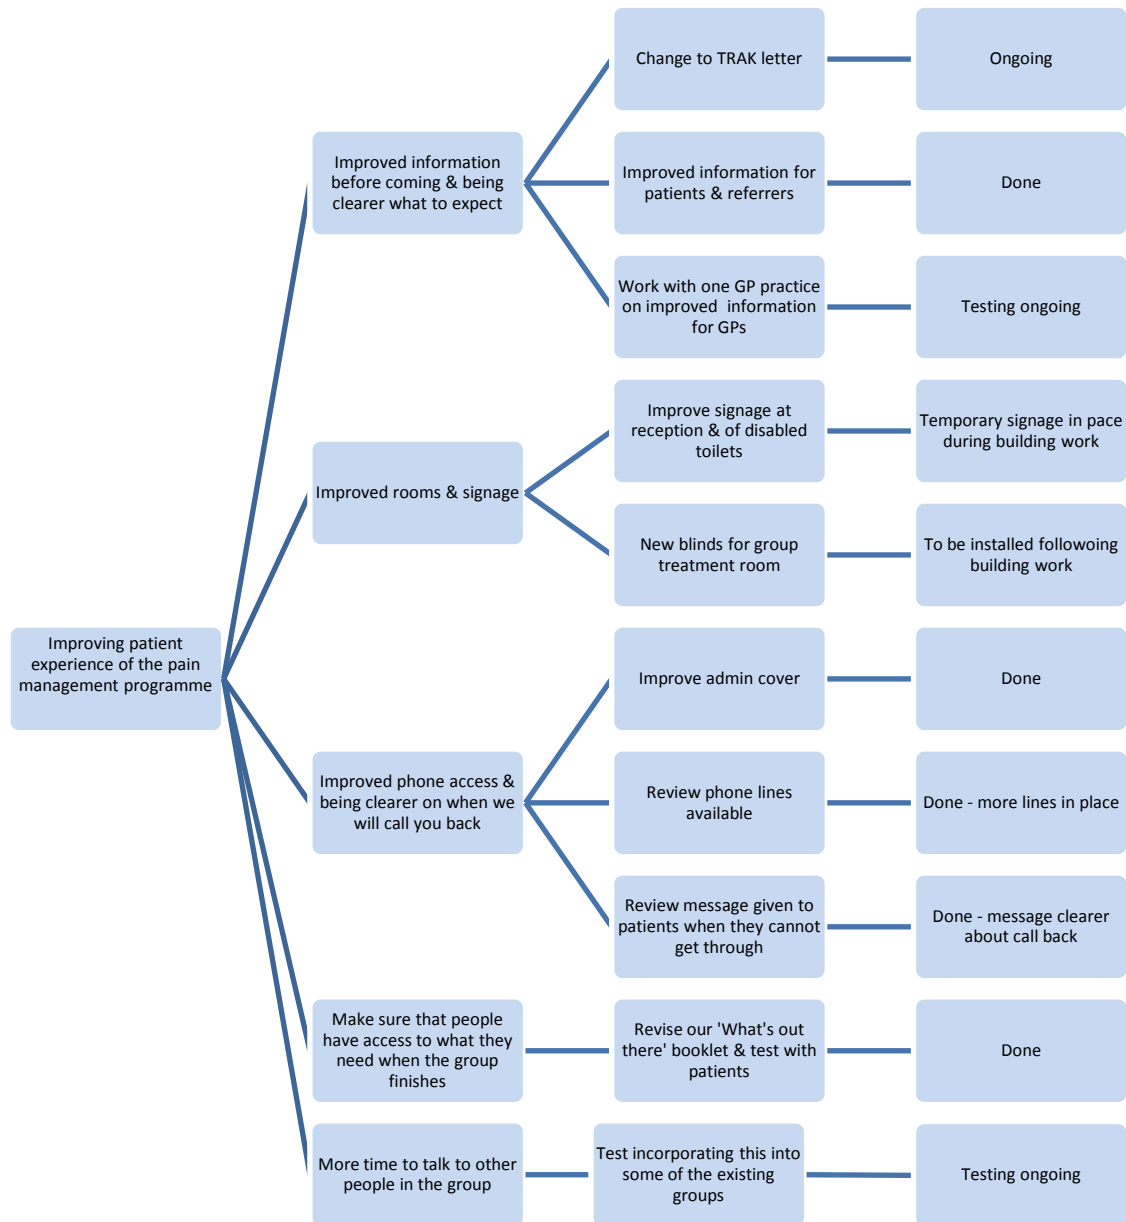 Change to TRAK letter
Ongoing
Improved information
before coming & being
clearer what to expect
Improved information for
patients & referrers
Done
Work with one GP practice
on improved  information
for GPs
Testing ongoing
Improve signage at
reception & of disabled
toilets
Temporary signage in pace
during building work
Improved rooms & signage
New blinds for group
treatment room
To be installed followoing
building work
Improving patient
experience of the pain
management programme
Improve admin cover
Done
Improved phone access &
being clearer on when we
will call you back
Review phone lines
available
Done - more lines in place
Review message given to
patients when they cannot
get through
Done - message clearer
about call back
Make sure that people
have access to what they
need when the group
finishes
Revise our 'What's out
there' booklet & test with
patients
Done
More time to talk to other
people in the group
Test incorporating this into
some of the existing
groups
Testing ongoing